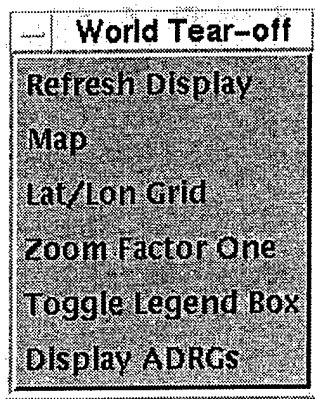 World Tear-off
Refresh Display
Map
Lat/Lon Grid
Zoom Factor One
Toggle Legend Box
Display ADRGs